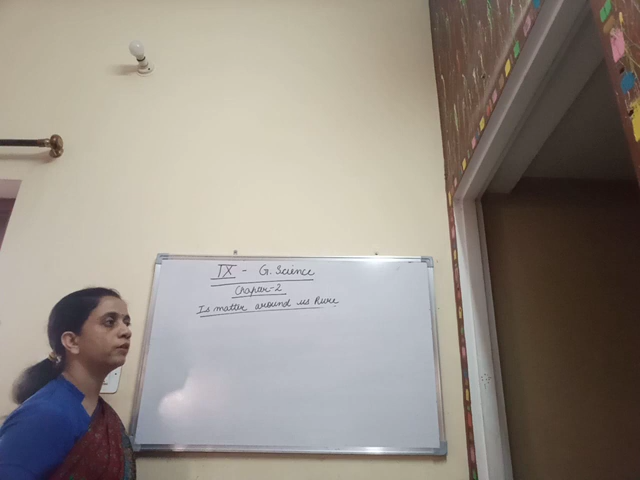 IX - G. Science
Chapter-2
Is matter around us Pure